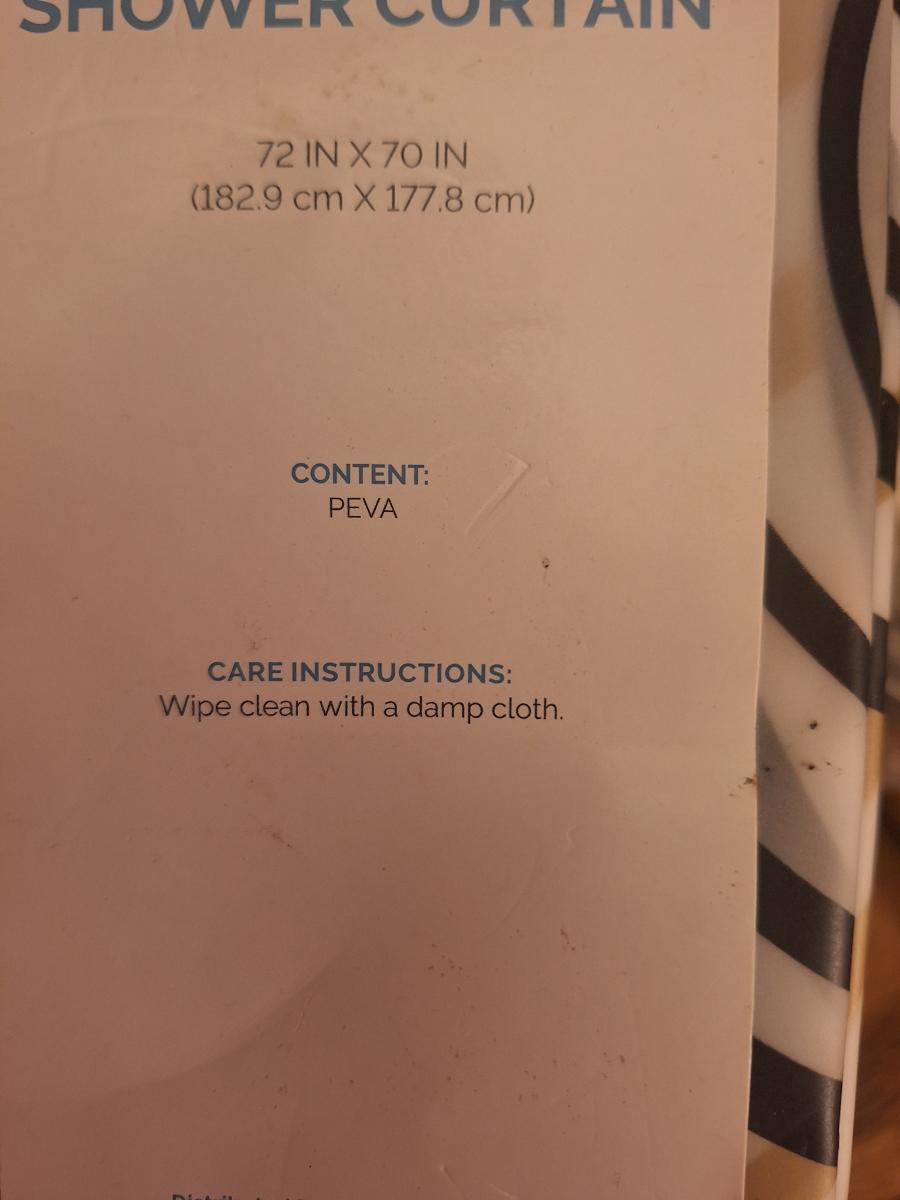 SHOWER CURTAIN
72 IN X 70 IN
(182.9 cm X 177.8 cm)
CONTENT:
PEVA
CARE INSTRUCTIONS:
Wipe clean with a damp cloth.